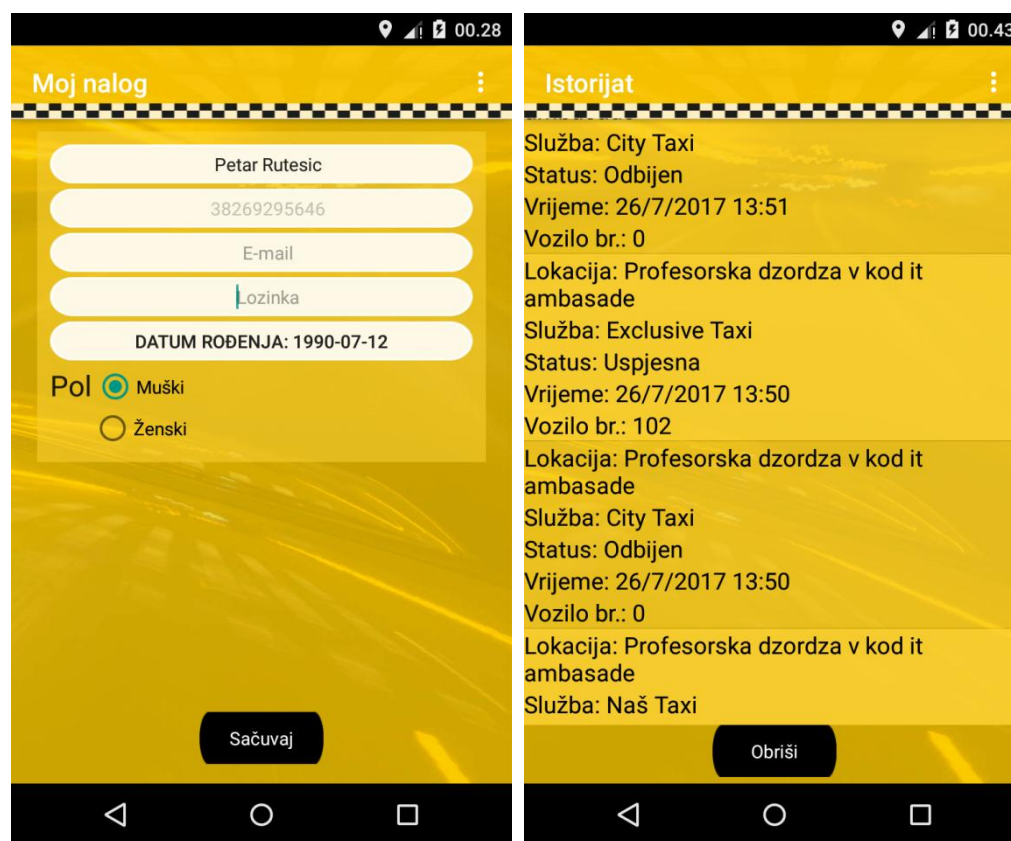 00.28
Moj nalog
Petar Rutesic
38269295646
E-mail
Lozinka
DATUM ROĐENJA: 1990-07-12
Pol Muški
Ženski
Sačuvaj
00.43
Istorijat
Služba: City Taxi
Status: Odbijen
Vrijeme: 26/7/2017 13:51
Vozilo br.: 0
Lokacija: Profesorska dzordza v kod it
ambasade
Služba: Exclusive Taxi
Status: Uspjesna
Vrijeme: 26/7/2017 13:50
Vozilo br.: 102
Lokacija: Profesorska dzordza v kod it
ambasade
Služba: City Taxi
Status: Odbijen
Vrijeme: 26/7/2017 13:50
Vozilo br.: 0
Lokacija: Profesorska dzordza v kod it
ambasade
Služba: Naš Taxi
Obriši